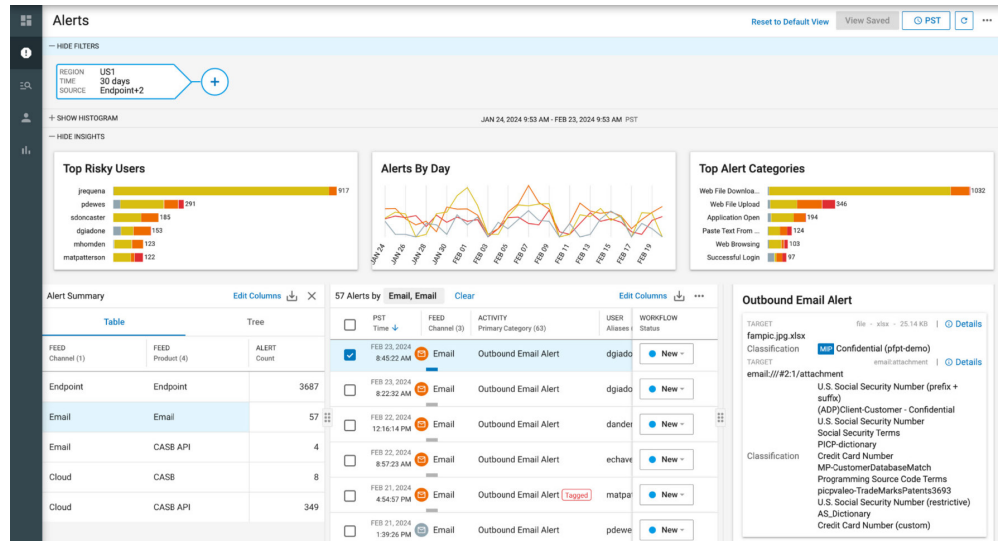 Alerts
Reset to Default View
View Saved
PST
HIDE FILTERS
REGION US1
TIME 30 days
SOURCE Endpoint+2
SHOW HISTOGRAM
JAN 24, 2024 9:53 AM - FEB 23, 2024 9:53 AM PST
HIDE INSIGHTS
Top Risky Users
jrequena 917
pdewes 291
sdoncaster 185
dgiadone 153
mhomden 123
matpatterson 122
Alerts By Day
JAN 24 JAN 26 JAN 28 JAN 30 FEB 01 FEB 03 FEB 05 FEB 07 FEB 09 FEB 11 FEB 13 FEB 15 FEB 17 FEB 19
Top Alert Categories
Web File Downloa... 1032
Web File Upload 346
Application Open 194
Paste Text From ... 124
Web Browsing 103
Successful Login 97
Alert Summary
Edit Columns
Table Tree
FEED FEED ALERT
Channel (1) Product (4) Count
Endpoint Endpoint 3687
Email Email 57
Email CASB API 4
Cloud CASB 8
Cloud CASB API 349
57 Alerts by Email, Email Clear
Edit Columns
PST FEED ACTIVITY USER WORKFLOW
Time Channel (3) Primary Category (63) Aliases Status
FEB 23, 2024
8:45:22 AM Email Outbound Email Alert dgiado New
FEB 23, 2024
8:22:32 AM Email Outbound Email Alert dgiado New
FEB 22, 2024
12:16:14 PM Email Outbound Email Alert dander New
FEB 22, 2024
8:57:23 AM Email Outbound Email Alert echave New
FEB 21, 2024
4:54:57 PM Email Outbound Email Alert Tagged matpa New
FEB 21, 2024
1:39:26 PM Email Outbound Email Alert pdewe New
Outbound Email Alert
TARGET file - xlsx - 25.14 KB | Details
fampic.jpg.xlsx
Classification MIP Confidential (pfpt-demo)
TARGET email:attachment | Details
email:///#2:1/attachment
U.S. Social Security Number (prefix +
suffix)
(ADP)Client-Customer - Confidential
U.S. Social Security Number
Social Security Terms
PICP-dictionary
Classification Credit Card Number
MP-CustomerDatabaseMatch
Programming Source Code Terms
picpvaleo-TradeMarksPatents3693
U.S. Social Security Number (restrictive)
AS_Dictionary
Credit Card Number (custom)